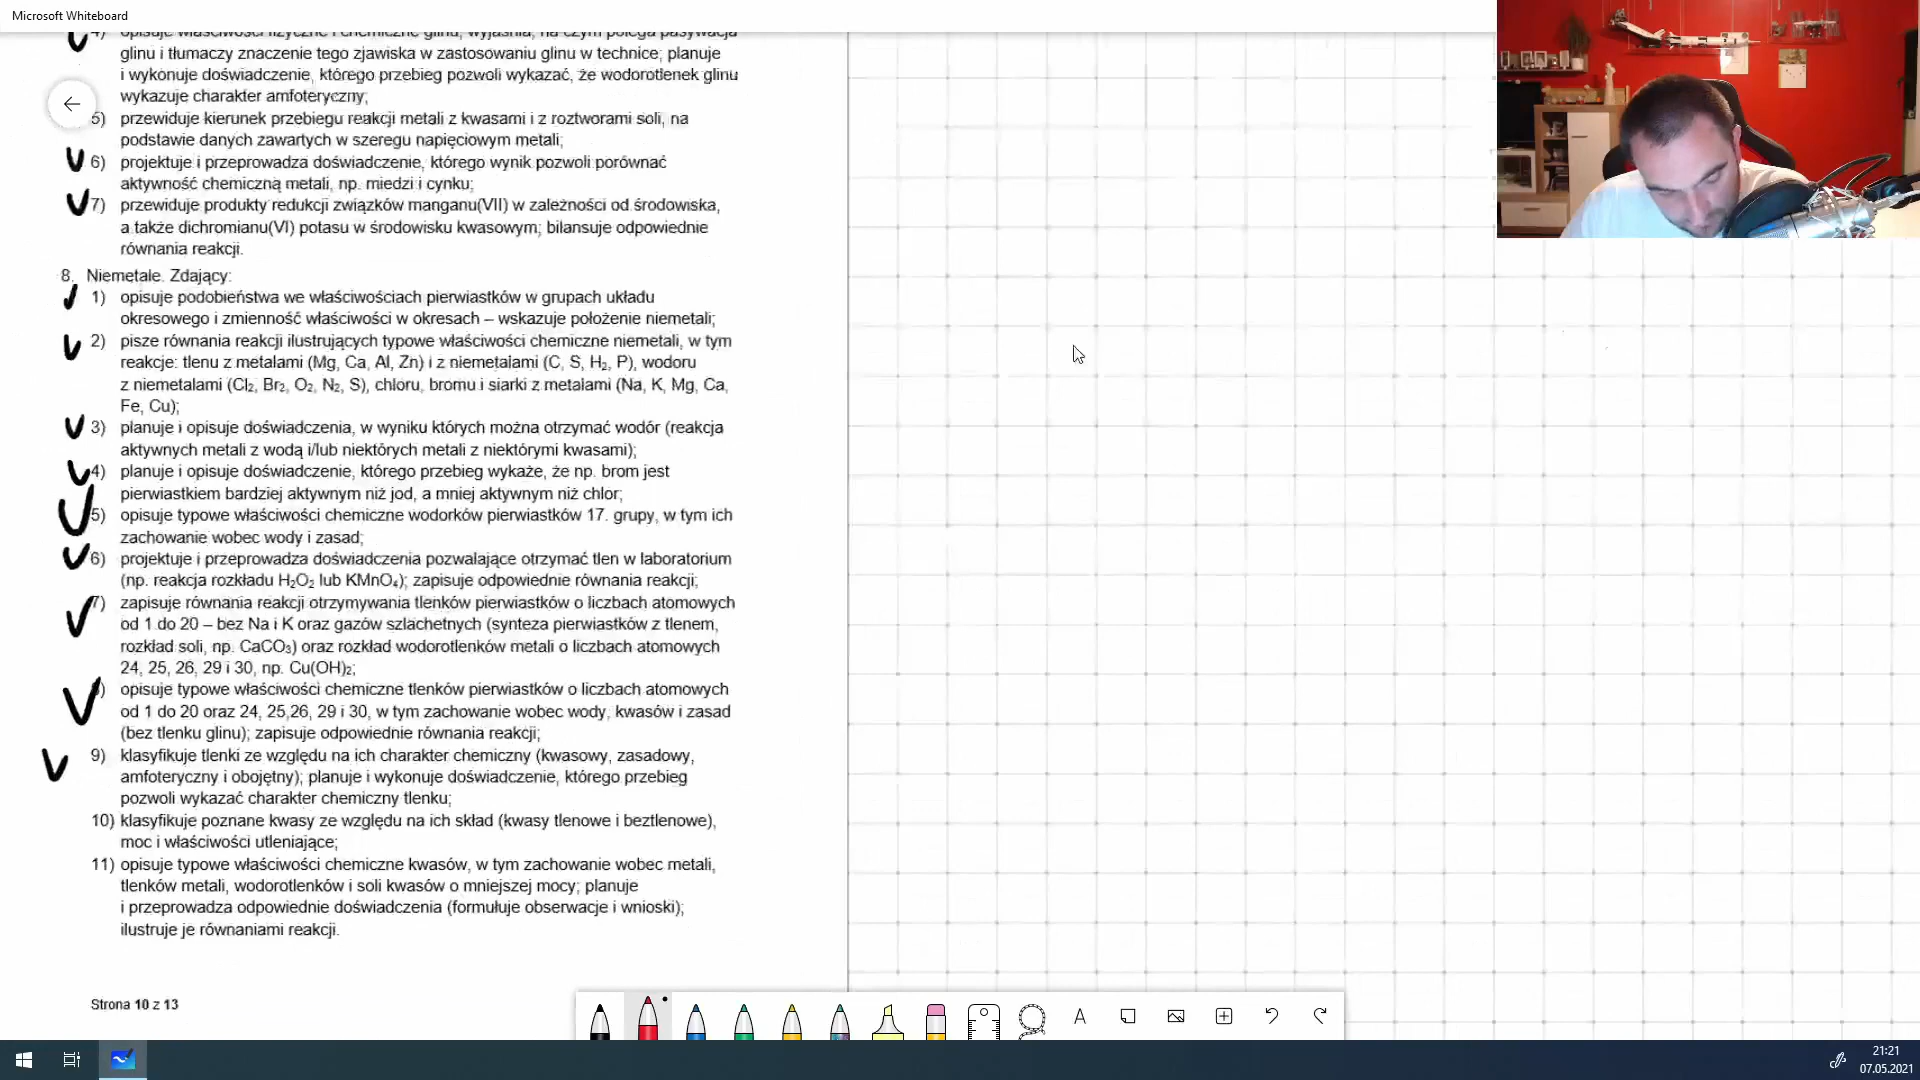 Microsoft Whiteboard
4) opisuje właściwości fizyczne i chemiczne glinu; wyjaśnia, na czym polega pasywacja
glinu i tłumaczy znaczenie tego zjawiska w zastosowaniu glinu w technice; planuje
i wykonuje doświadczenie, którego przebieg pozwoli wykazać, że wodorotlenek glinu
wykazuje charakter amfoteryczny;
5) przewiduje kierunek przebiegu reakcji metali z kwasami i z roztworami soli, na
podstawie danych zawartych w szeregu napięciowym metali;
6) projektuje i przeprowadza doświadczenie, którego wynik pozwoli porównać
aktywność chemiczną metali, np. miedzi i cynku;
7) przewiduje produkty redukcji związków manganu(VII) w zależności od środowiska,
a także dichromianu(VI) potasu w środowisku kwasowym; bilansuje odpowiednie
równania reakcji.
8. Niemetale. Zdający:
1) opisuje podobieństwa we właściwościach pierwiastków w grupach układu
okresowego i zmienność właściwości w okresach – wskazuje położenie niemetali;
2) pisze równania reakcji ilustrujących typowe właściwości chemiczne niemetali, w tym
reakcje: tlenu z metalami (Mg, Ca, Al, Zn) i z niemetalami (C, S, H₂, P), wodoru
z niemetalami (Cl₂, Br₂, O₂, N₂, S), chloru, bromu i siarki z metalami (Na, K, Mg, Ca,
Fe, Cu);
3) planuje i opisuje doświadczenia, w wyniku których można otrzymać wodór (reakcja
aktywnych metali z wodą i/lub niektórych metali z niektórymi kwasami);
4) planuje i opisuje doświadczenie, którego przebieg wykaże, że np. brom jest
pierwiastkiem bardziej aktywnym niż jod, a mniej aktywnym niż chlor;
5) opisuje typowe właściwości chemiczne wodorków pierwiastków 17. grupy, w tym ich
zachowanie wobec wody i zasad;
6) projektuje i przeprowadza doświadczenia pozwalające otrzymać tlen w laboratorium
(np. reakcja rozkładu H₂O₂ lub KMnO₄); zapisuje odpowiednie równania reakcji;
7) zapisuje równania reakcji otrzymywania tlenków pierwiastków o liczbach atomowych
od 1 do 20 – bez Na i K oraz gazów szlachetnych (synteza pierwiastków z tlenem,
rozkład soli, np. CaCO₃) oraz rozkład wodorotlenków metali o liczbach atomowych
24, 25, 26, 29 i 30, np. Cu(OH)₂;
8) opisuje typowe właściwości chemiczne tlenków pierwiastków o liczbach atomowych
od 1 do 20 oraz 24, 25,26, 29 i 30, w tym zachowanie wobec wody, kwasów i zasad
(bez tlenku glinu); zapisuje odpowiednie równania reakcji;
9) klasyfikuje tlenki ze względu na ich charakter chemiczny (kwasowy, zasadowy,
amfoteryczny i obojętny); planuje i wykonuje doświadczenie, którego przebieg
pozwoli wykazać charakter chemiczny tlenku;
10) klasyfikuje poznane kwasy ze względu na ich skład (kwasy tlenowe i beztlenowe),
moc i właściwości utleniające;
11) opisuje typowe właściwości chemiczne kwasów, w tym zachowanie wobec metali,
tlenków metali, wodorotlenków i soli kwasów o mniejszej mocy; planuje
i przeprowadza odpowiednie doświadczenia (formułuje obserwacje i wnioski);
ilustruje je równaniami reakcji.
Strona 10 z 13
21:21
07.05.2021